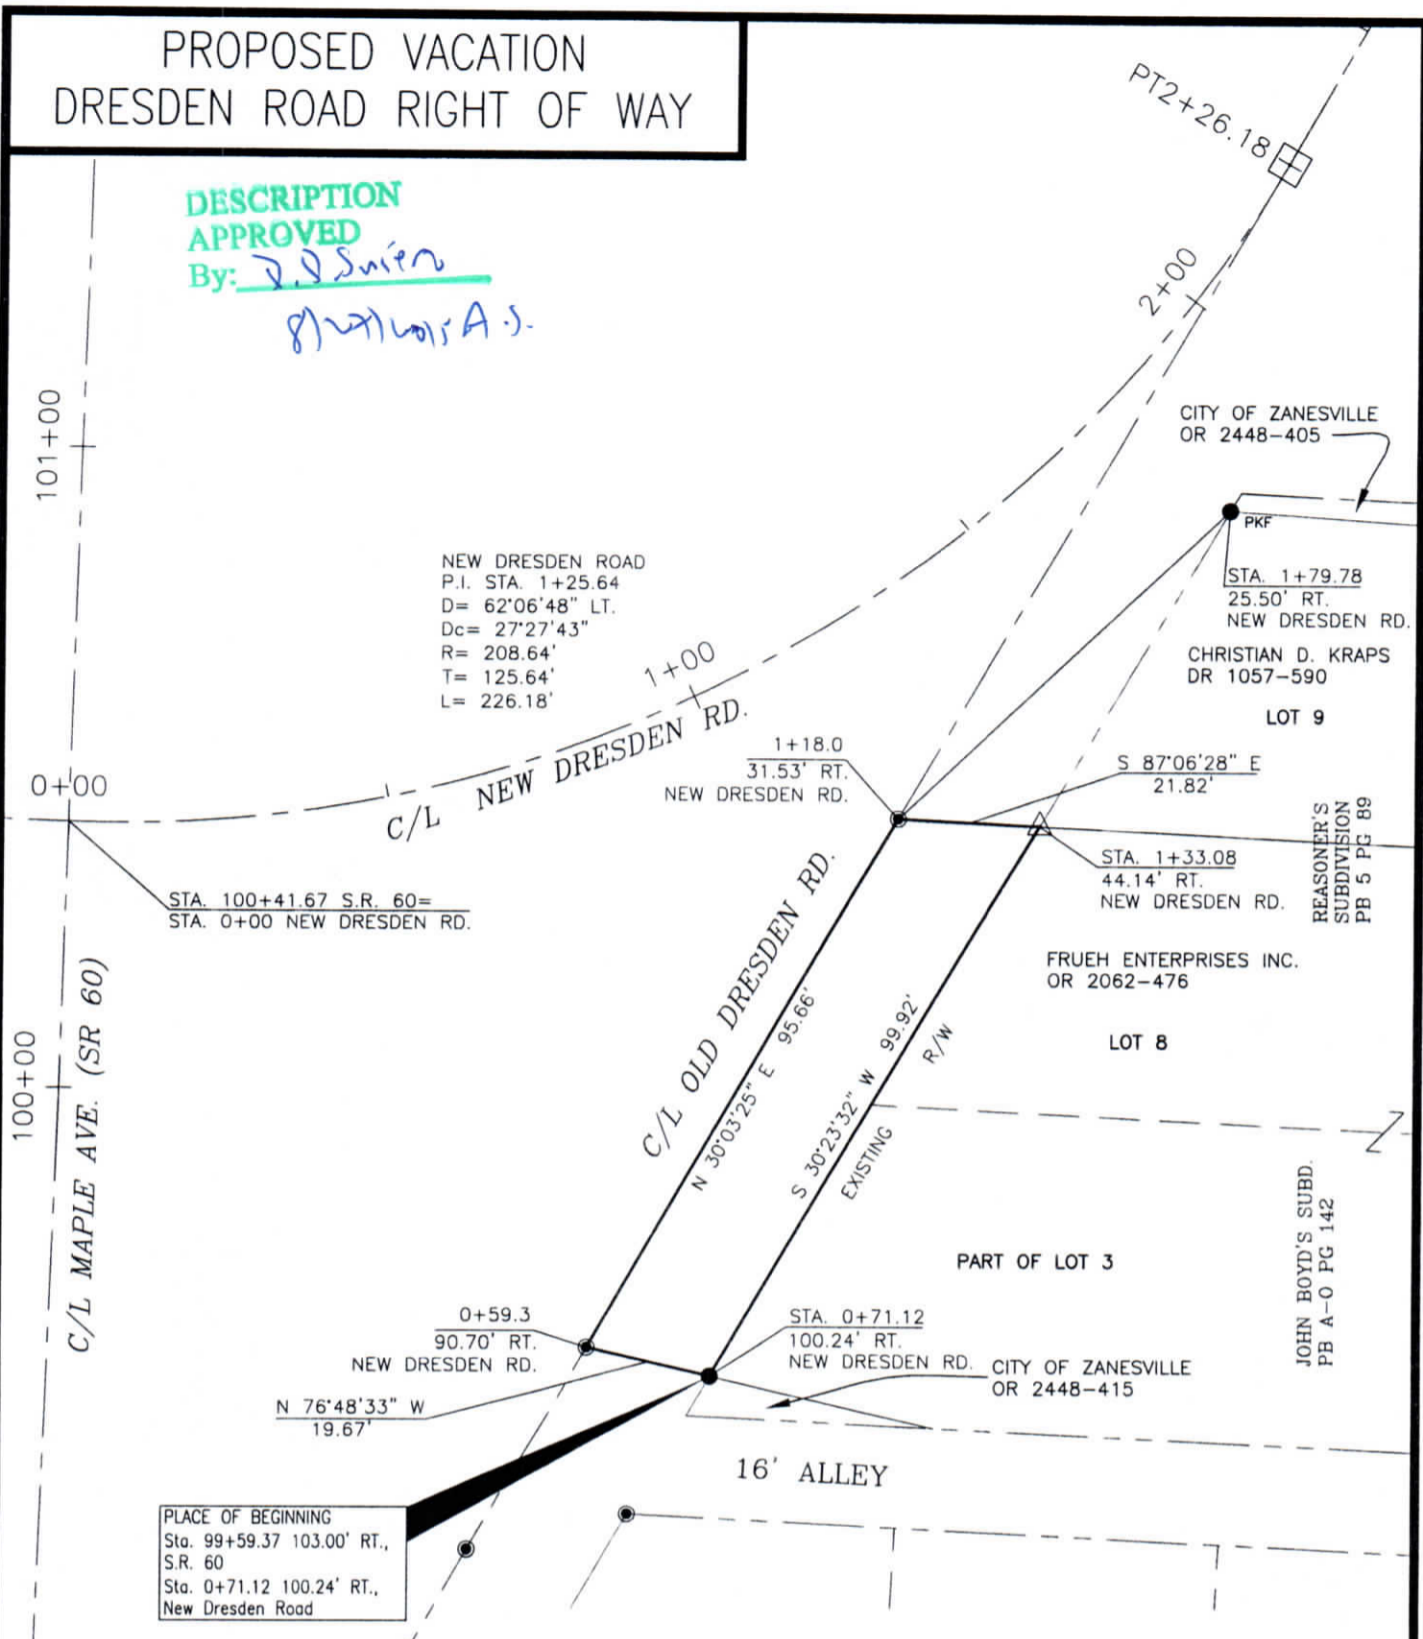 PROPOSED VACATION
DRESDEN ROAD RIGHT OF WAY
DESCRIPTION
APPROVED
By:
A.S.
PT2+26.18
2+00
101+00
CITY OF ZANESVILLE
OR 2448-405
PKF
STA. 1+79.78
25.50' RT.
NEW DRESDEN RD.
NEW DRESDEN ROAD
P.I. STA. 1+25.64
D= 62°06'48" LT.
Dc= 27°27'43"
R= 208.64'
T= 125.64'
L= 226.18'
1+00
C/L NEW DRESDEN RD.
CHRISTIAN D. KRAPS
DR 1057-590
LOT 9
0+00
1+18.0
31.53' RT.
NEW DRESDEN RD.
S 87°06'28" E
21.82'
REASONER'S
SUBDIVISION
PB 5 PG 89
STA. 1+33.08
44.14' RT.
NEW DRESDEN RD.
STA. 100+41.67 S.R. 60=
STA. 0+00 NEW DRESDEN RD.
C/L OLD DRESDEN RD.
FRUEH ENTERPRISES INC.
OR 2062-476
LOT 8
N 30°03'25" E 95.66'
S 30°23'32" W 99.92'
EXISTING R/W
100+00
C/L MAPLE AVE. (SR 60)
JOHN BOYD'S SUBD.
PB A-O PG 142
PART OF LOT 3
0+59.3
90.70' RT.
NEW DRESDEN RD.
STA. 0+71.12
100.24' RT.
NEW DRESDEN RD.
CITY OF ZANESVILLE
OR 2448-415
N 76°48'33" W
19.67'
16' ALLEY
PLACE OF BEGINNING
Sta. 99+59.37 103.00' RT.,
S.R. 60
Sta. 0+71.12 100.24' RT.,
New Dresden Road